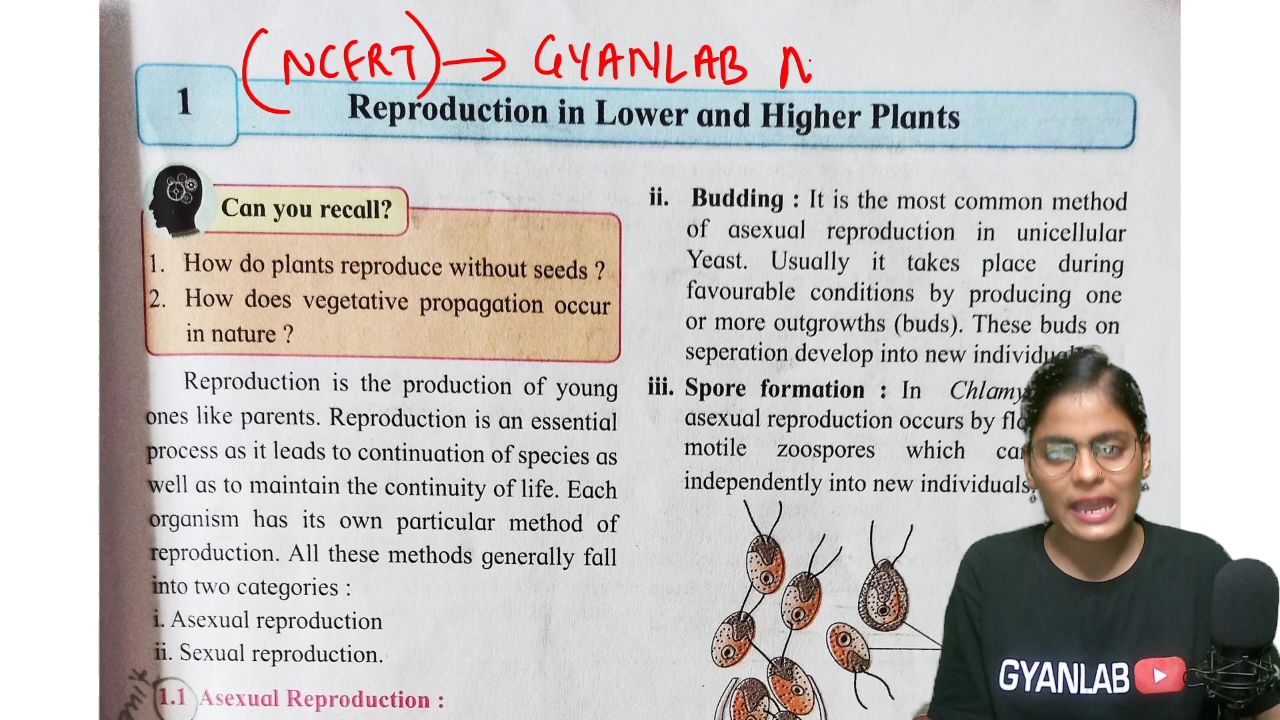 (NCERT) → GYANLAB
1
Reproduction in Lower and Higher Plants
Can you recall?
1. How do plants reproduce without seeds ?
2. How does vegetative propagation occur
in nature ?
Reproduction is the production of young
ones like parents. Reproduction is an essential
process as it leads to continuation of species as
well as to maintain the continuity of life. Each
organism has its own particular method of
reproduction. All these methods generally fall
into two categories :
i. Asexual reproduction
ii. Sexual reproduction.
1.1 Asexual Reproduction :
ii. Budding : It is the most common method
of asexual reproduction in unicellular
Yeast. Usually it takes place during
favourable conditions by producing one
or more outgrowths (buds). These buds on
seperation develop into new
iii. Spore formation : In
asexual reproduction occurs by
motile zoospores which
independently into new individuals.
GYANLAB